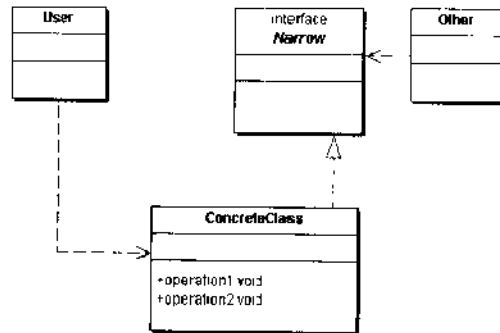 User
interface
Narrow
Other
ConcreteClass
+operation1 void
+operation2 void